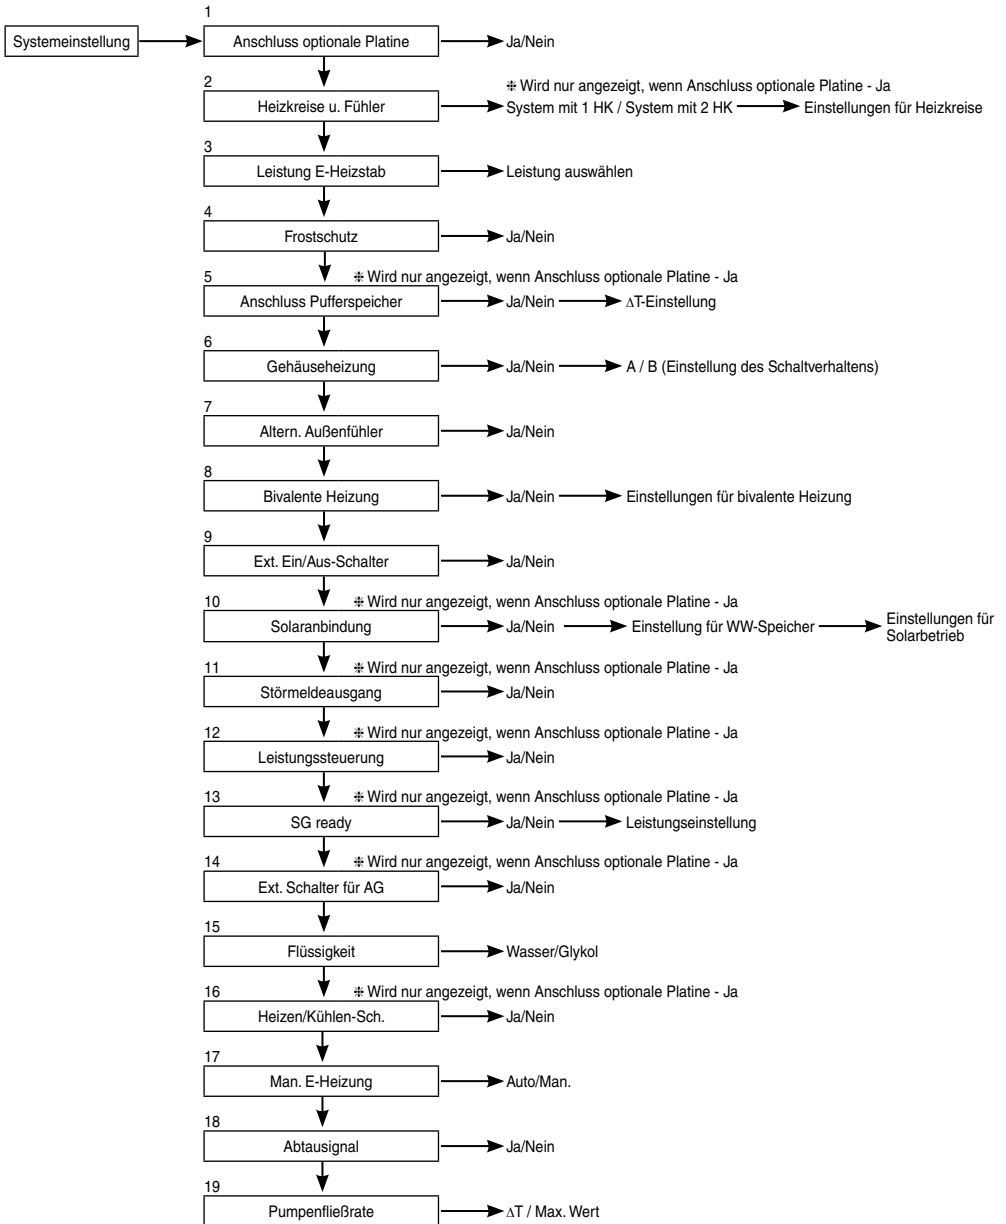 1
Systemeinstellung Anschluss optionale Platine Ja/Nein
2 ⁜ Wird nur angezeigt, wenn Anschluss optionale Platine - Ja
Heizkreise u. Fühler System mit 1 HK / System mit 2 HK Einstellungen für Heizkreise
3
Leistung E-Heizstab Leistung auswählen
4
Frostschutz Ja/Nein
5 ⁜ Wird nur angezeigt, wenn Anschluss optionale Platine - Ja
Anschluss Pufferspeicher Ja/Nein ΔT-Einstellung
6
Gehäuseheizung Ja/Nein A / B (Einstellung des Schaltverhaltens)
7
Altern. Außenfühler Ja/Nein
8
Bivalente Heizung Ja/Nein Einstellungen für bivalente Heizung
9
Ext. Ein/Aus-Schalter Ja/Nein
10 ⁜ Wird nur angezeigt, wenn Anschluss optionale Platine - Ja
Solaranbindung Ja/Nein Einstellung für WW-Speicher Einstellungen für
Solarbetrieb
11 ⁜ Wird nur angezeigt, wenn Anschluss optionale Platine - Ja
Störmeldeausgang Ja/Nein
12 ⁜ Wird nur angezeigt, wenn Anschluss optionale Platine - Ja
Leistungssteuerung Ja/Nein
13 ⁜ Wird nur angezeigt, wenn Anschluss optionale Platine - Ja
SG ready Ja/Nein Leistungseinstellung
14 ⁜ Wird nur angezeigt, wenn Anschluss optionale Platine - Ja
Ext. Schalter für AG Ja/Nein
15
Flüssigkeit Wasser/Glykol
16 ⁜ Wird nur angezeigt, wenn Anschluss optionale Platine - Ja
Heizen/Kühlen-Sch. Ja/Nein
17
Man. E-Heizung Auto/Man.
18
Abtausignal Ja/Nein
19
Pumpenfließrate ΔT / Max. Wert